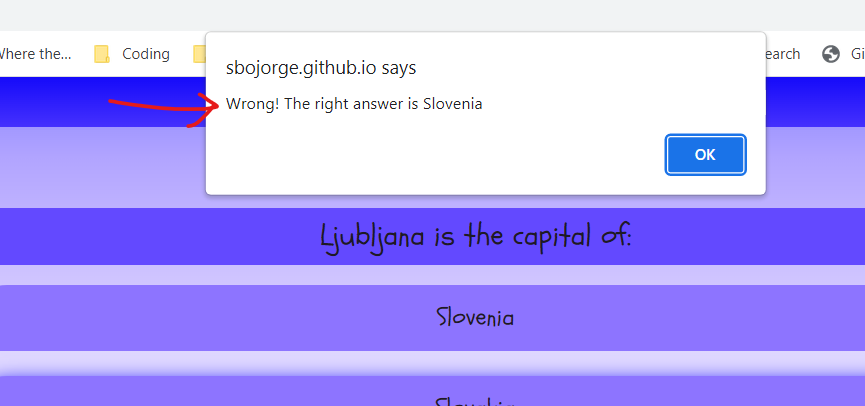 Where the...
Coding
earch
Gi
sbojorge.github.io says
Wrong! The right answer is Slovenia
OK
Ljubljana is the capital of:
Slovenia